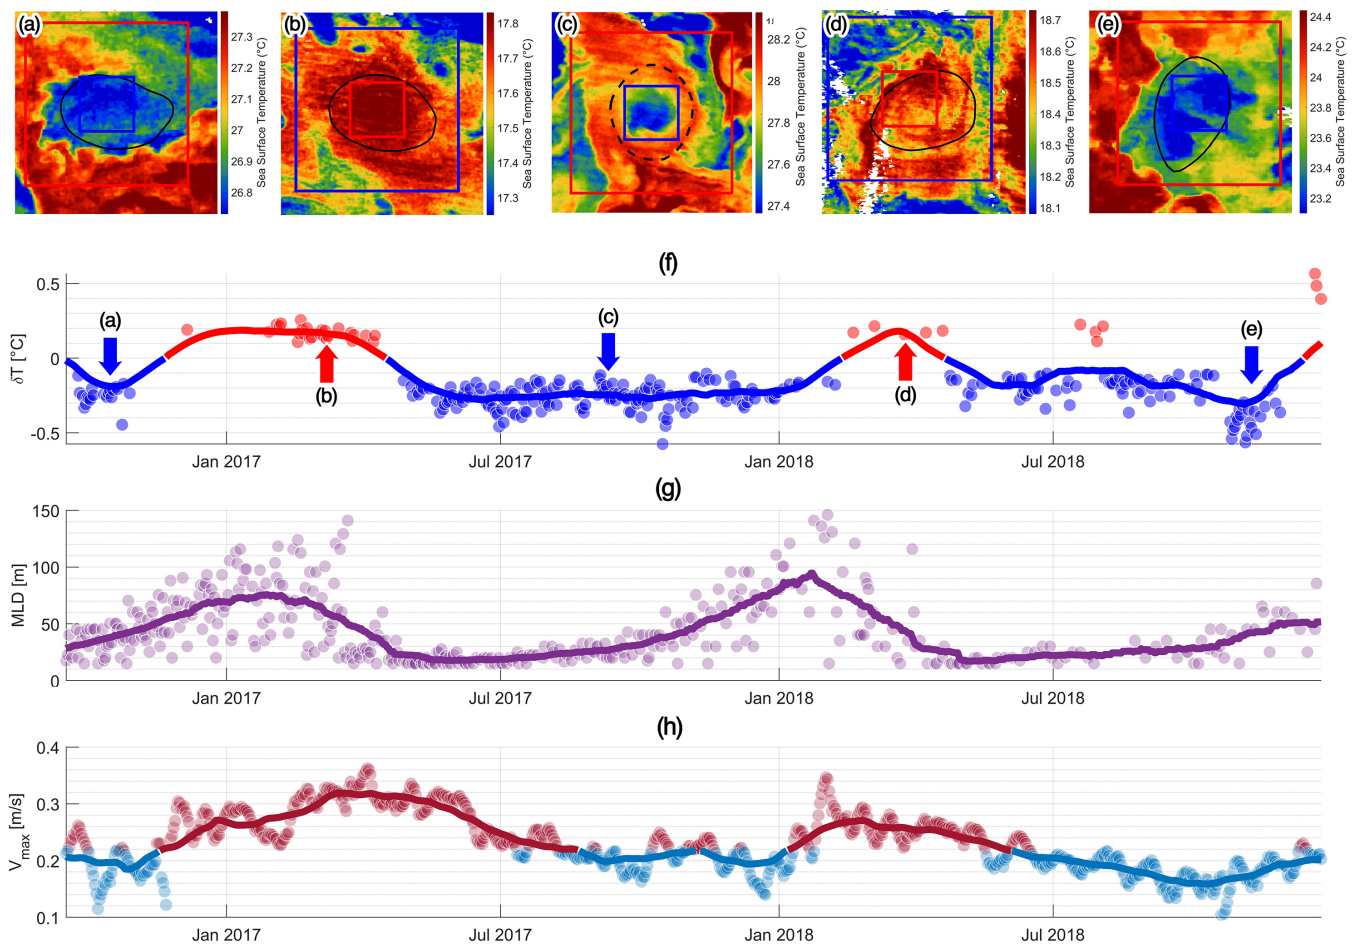 (a)
27.3
27.2
27.1
27
26.9
26.8
Sea Surface Temperature (°C)
(b)
17.8
17.7
17.6
17.5
17.4
17.3
Sea Surface Temperature (°C)
(c)
28.2
28
27.8
27.6
27.4
Sea Surface Temperature (°C)
(d)
18.7
18.6
18.5
18.4
18.3
18.2
18.1
Sea Surface Temperature (°C)
(e)
24.4
24.2
24
23.8
23.6
23.4
23.2
Sea Surface Temperature (°C)
(f)
δT [°C]
0.5
0
-0.5
(a)
(b)
(c)
(d)
(e)
Jan 2017
Jul 2017
Jan 2018
Jul 2018
(g)
MLD [m]
150
100
50
0
Jan 2017
Jul 2017
Jan 2018
Jul 2018
(h)
Vmax [m/s]
0.4
0.3
0.2
0.1
Jan 2017
Jul 2017
Jan 2018
Jul 2018